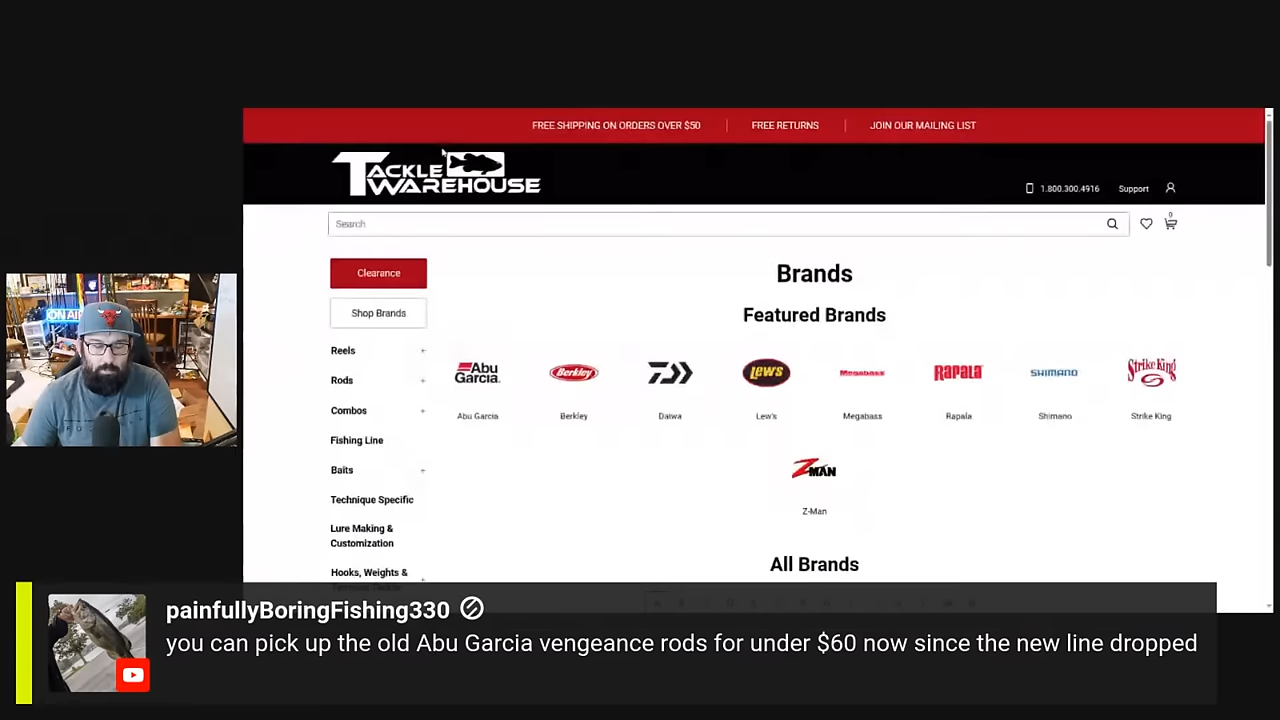 FREE SHIPPING ON ORDERS OVER $50
FREE RETURNS
JOIN OUR MAILING LIST
TACKLE
WAREHOUSE
1.800.300.4916
Support
Search
0
Clearance
Shop Brands
Reels +
Rods +
Combos +
Fishing Line
Baits +
Technique Specific
Lure Making &
Customization
Hooks, Weights &
Brands
Featured Brands
Abu Garcia
Berkley
LEW'S
Megabass
RAPALA
SHIMANO
STRIKE KING
Abu Garcia
Berkley
Daiwa
Lew's
Megabass
Rapala
Shimano
Strike King
Z MAN
Z-Man
All Brands
ON AIR
painfullyBoringFishing330
you can pick up the old Abu Garcia vengeance rods for under $60 now since the new line dropped